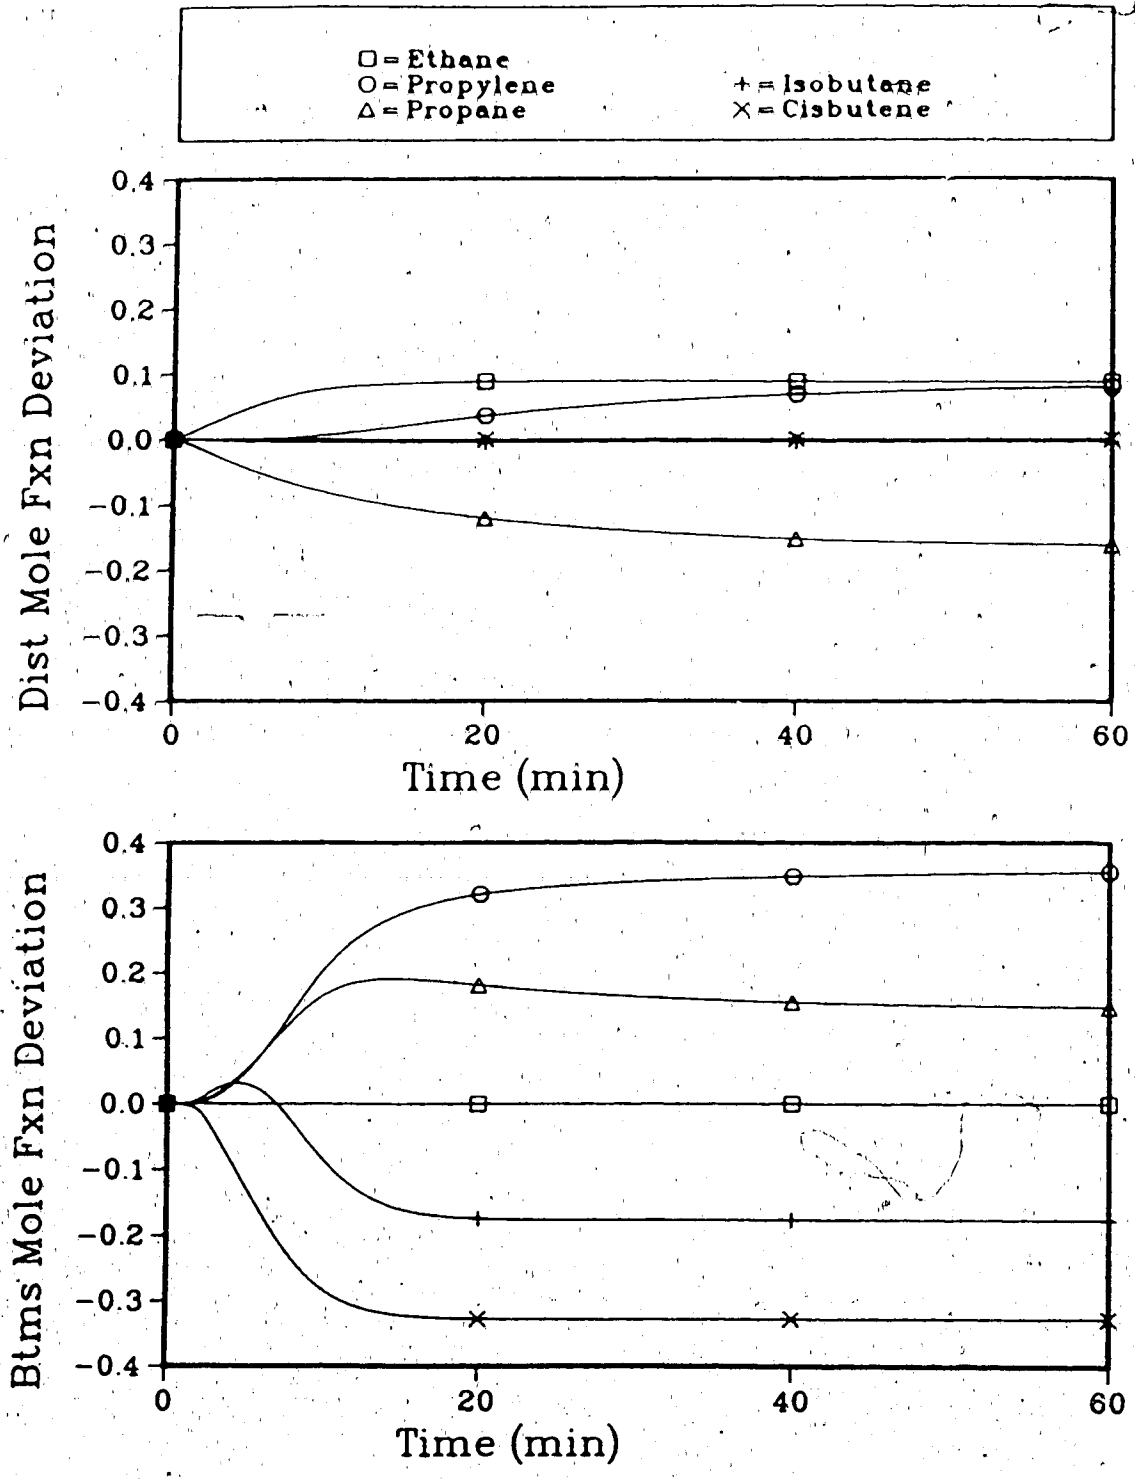 □ = Ethane
○ = Propylene
+ = Isobutane
△ = Propane
× = Cisbutene
0.4
0.3
0.2
0.1
0.0
−0.1
−0.2
−0.3
−0.4
Dist Mole Fxn Deviation
0 20 40 60
Time (min)
0.4
0.3
0.2
0.1
0.0
−0.1
−0.2
−0.3
−0.4
Btms Mole Fxn Deviation
0 20 40 60
Time (min)